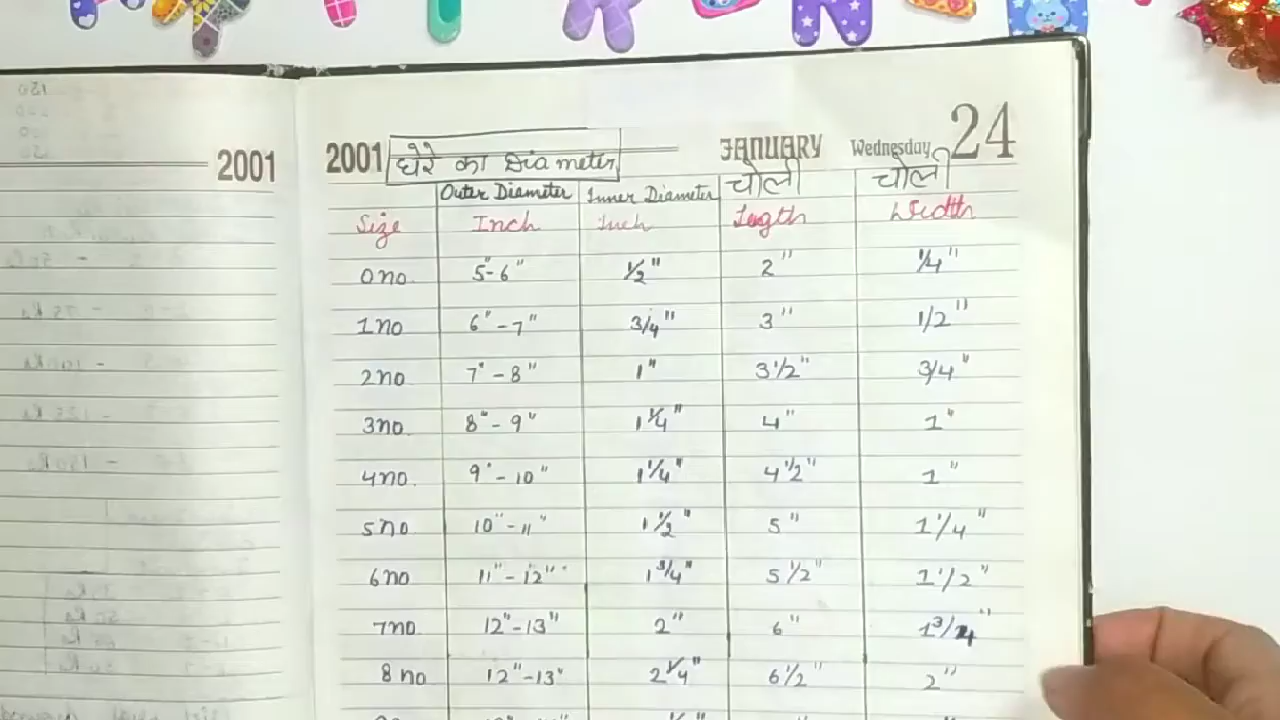 2001
2001 घेरे का Diameter JANUARY Wednesday 24
Outer Diameter Inner Diameter चोली चोली
Size Inch Inch Length Width
0 no 5"-6" 1/2" 2" 1/4"
1 no 6"-7" 3/4" 3" 1/2"
2 no 7"-8" 1" 3 1/2" 3/4"
3 no 8"-9" 1 1/4" 4" 1"
4 no 9"-10" 1 1/4" 4 1/2" 1"
5 no 10"-11" 1 1/2" 5" 1 1/4"
6 no 11"-12" 1 3/4" 5 1/2" 1 1/2"
7 no 12"-13" 2" 6" 1 3/4"
8 no 12"-13" 2 1/4" 6 1/2" 2"